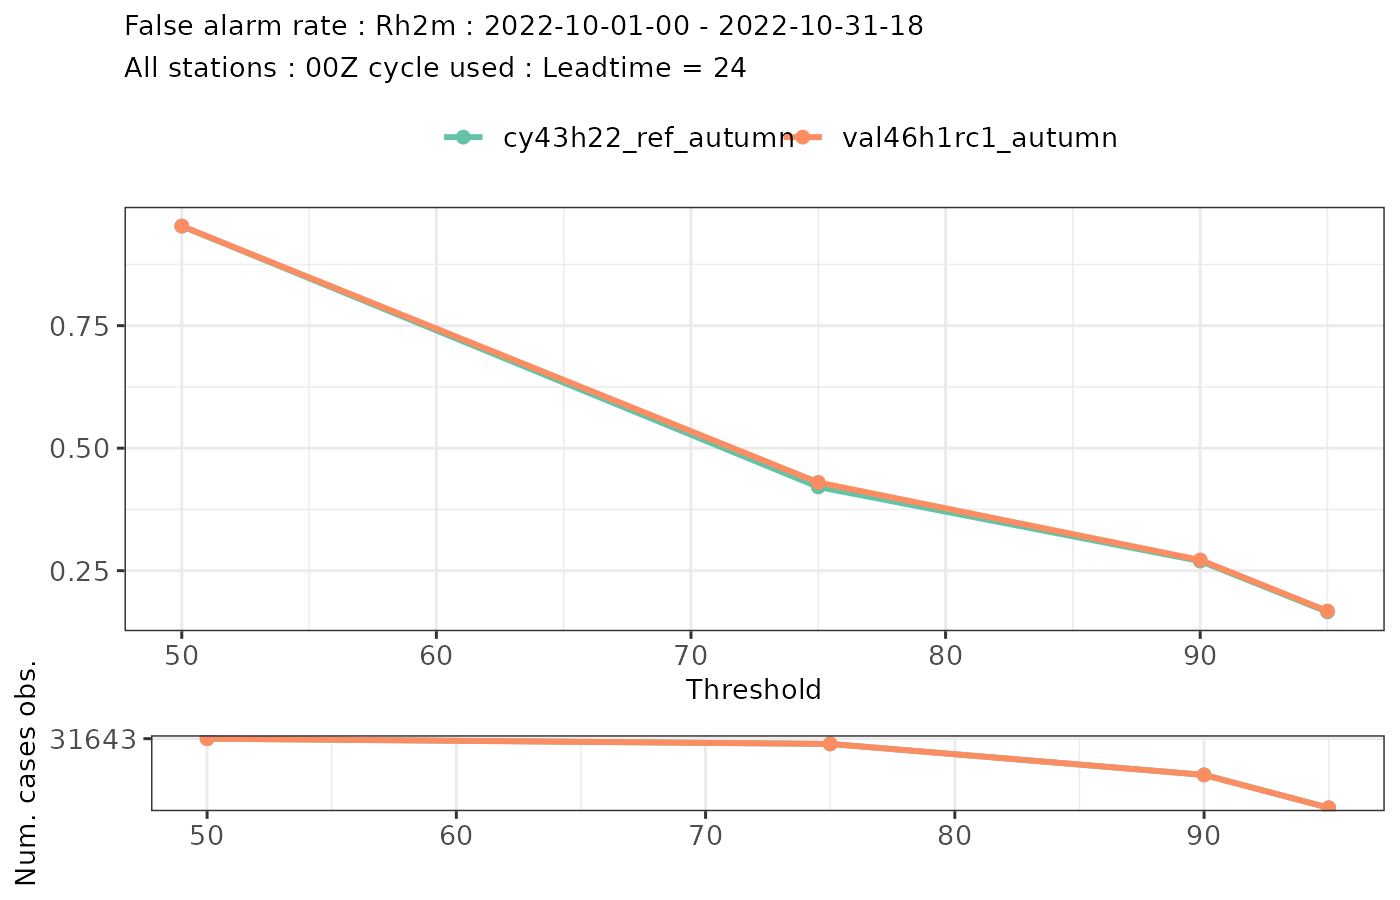 False alarm rate : Rh2m : 2022-10-01-00 - 2022-10-31-18
All stations : 00Z cycle used : Leadtime = 24
cy43h22_ref_autumn val46h1rc1_autumn
0.75
0.50
0.25
50 60 70 80 90
Threshold
Num. cases obs.
31643
50 60 70 80 90